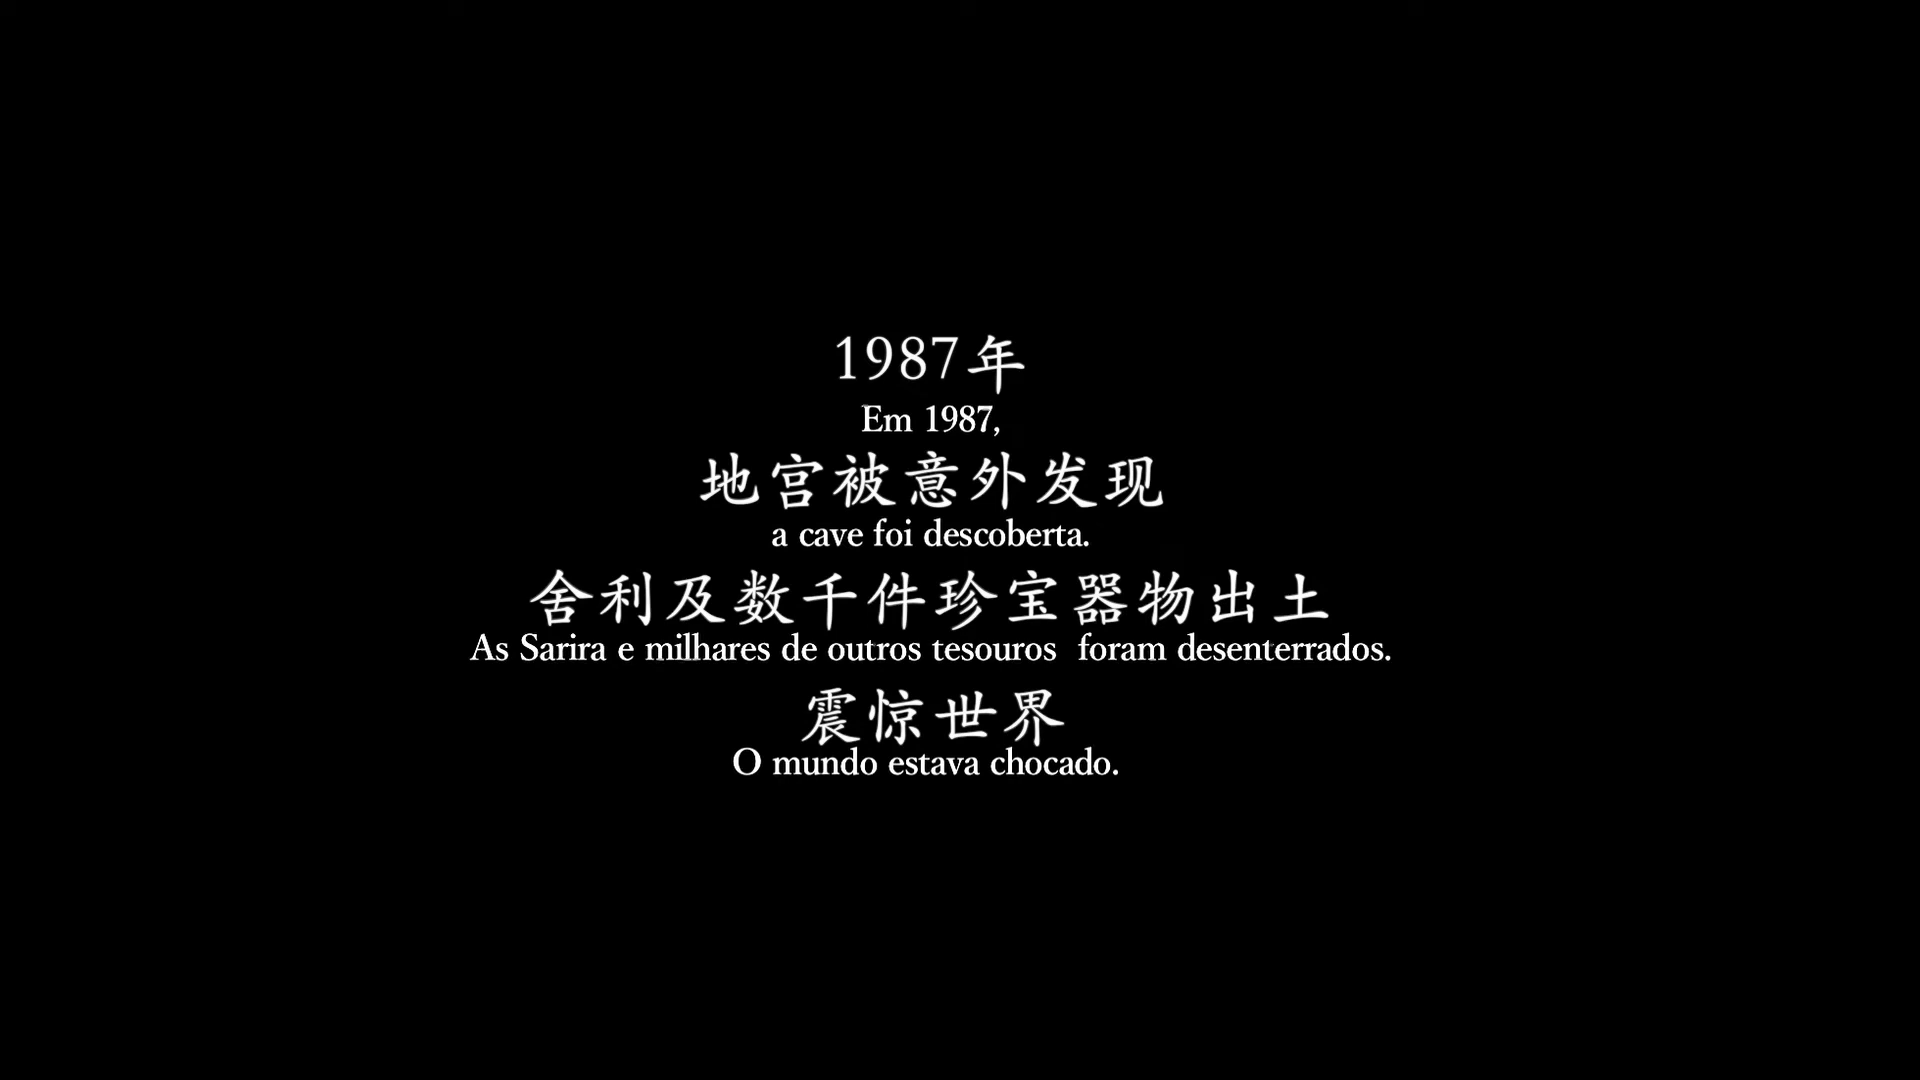 1987年
Em 1987,
地宫被意外发现
a cave foi descoberta.
舍利及数千件珍宝器物出土
As Sarira e milhares de outros tesouros  foram desenterrados.
震惊世界
O mundo estava chocado.